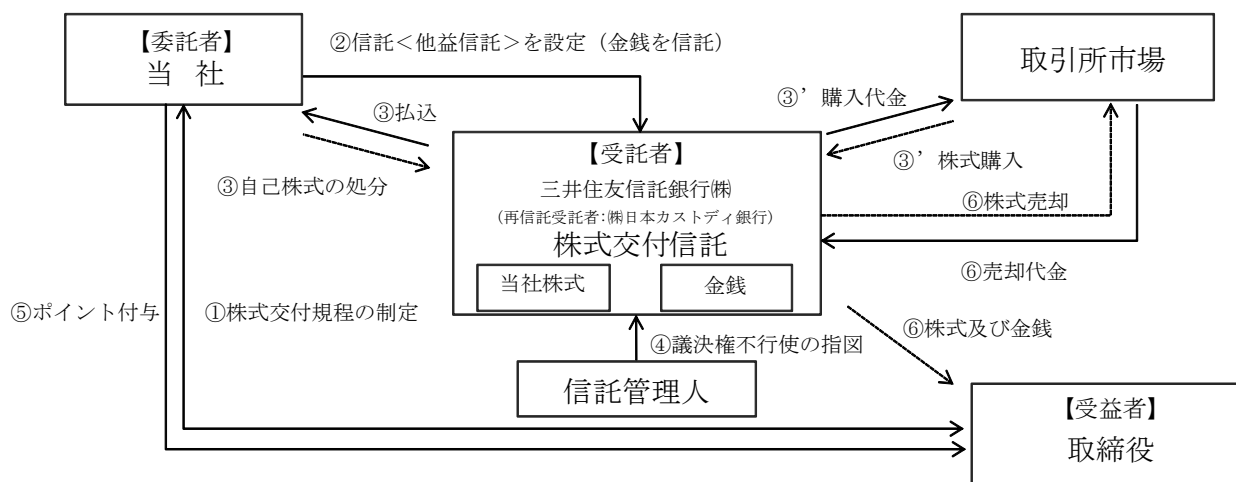 【委託者】
当 社
②信託＜他益信託＞を設定（金銭を信託）
取引所市場
③払込
③’購入代金
【受託者】
③’株式購入
③自己株式の処分
三井住友信託銀行㈱
(再信託受託者:㈱日本カストディ銀行)
⑥株式売却
株式交付信託
当社株式
金銭
⑥売却代金
⑤ポイント付与
①株式交付規程の制定
⑥株式及び金銭
④議決権不行使の指図
信託管理人
【受益者】
取締役